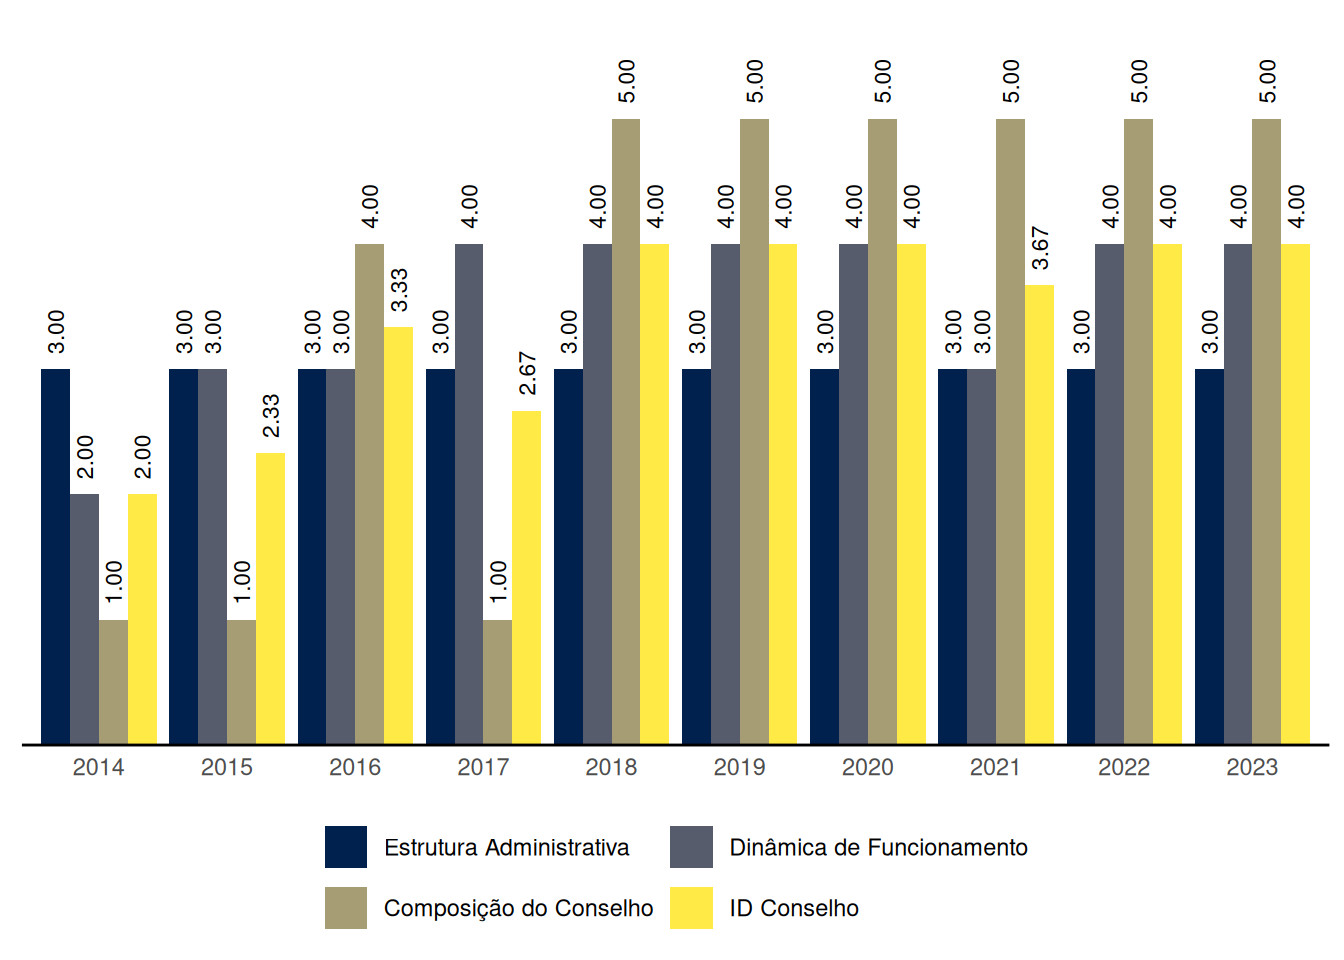 5.00 5.00 5.00 5.00 5.00 5.00
4.00 4.00 4.00 4.00 4.00 4.00 4.00 4.00 4.00 4.00 4.00 4.00
3.67
3.33
3.00 3.00 3.00 3.00 3.00 3.00 3.00 3.00 3.00 3.00 3.00 3.00 3.00
2.67
2.33
2.00 2.00
1.00 1.00 1.00
2014 2015 2016 2017 2018 2019 2020 2021 2022 2023
Estrutura Administrativa Dinâmica de Funcionamento
Composição do Conselho ID Conselho